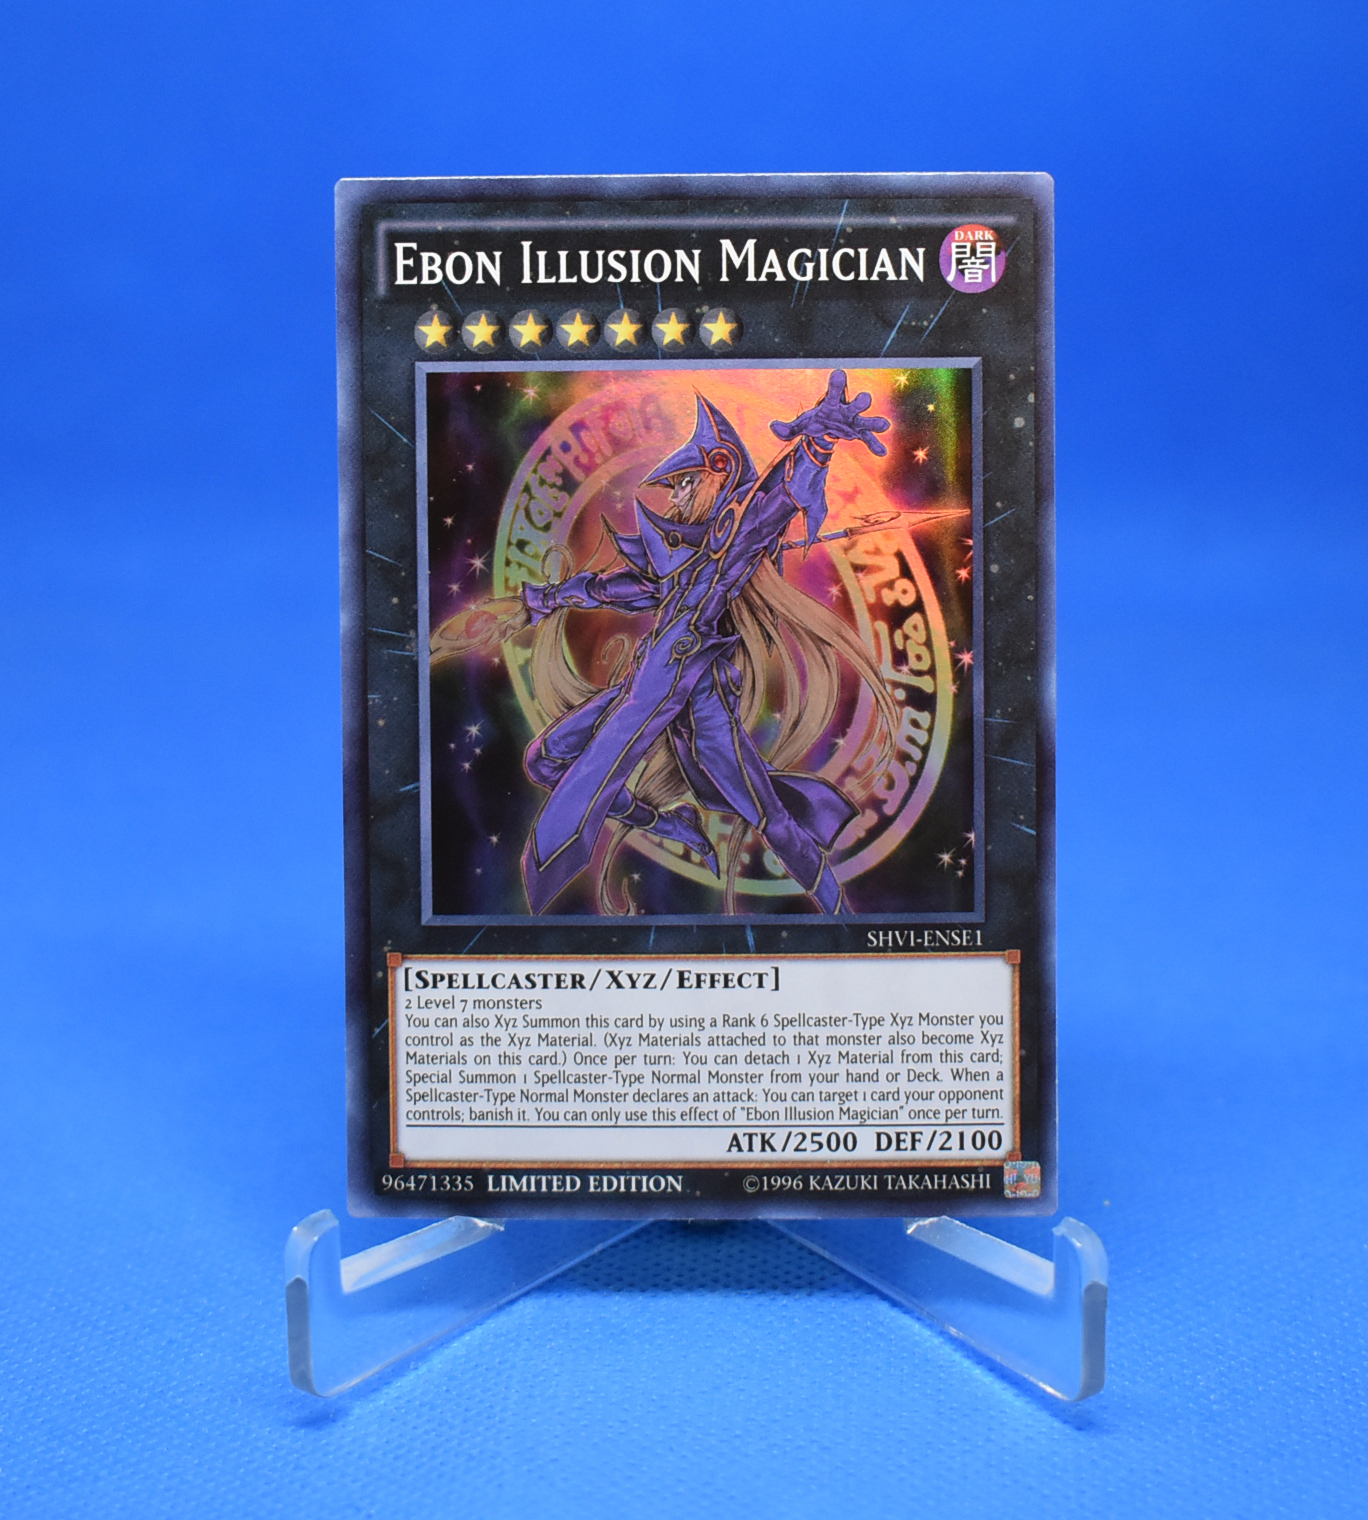 EBON ILLUSION MAGICIAN
DARK
闇
SHVI-ENSE1
[SPELLCASTER/XYZ/EFFECT]
2 Level 7 monsters
You can also Xyz Summon this card by using a Rank 6 Spellcaster-Type Xyz Monster you
control as the Xyz Material. (Xyz Materials attached to that monster also become Xyz
Materials on this card.) Once per turn: You can detach 1 Xyz Material from this card;
Special Summon 1 Spellcaster-Type Normal Monster from your hand or Deck. When a
Spellcaster-Type Normal Monster declares an attack: You can target 1 card your opponent
controls; banish it. You can only use this effect of "Ebon Illusion Magician" once per turn.
ATK/2500 DEF/2100
96471335 LIMITED EDITION ©1996 KAZUKI TAKAHASHI